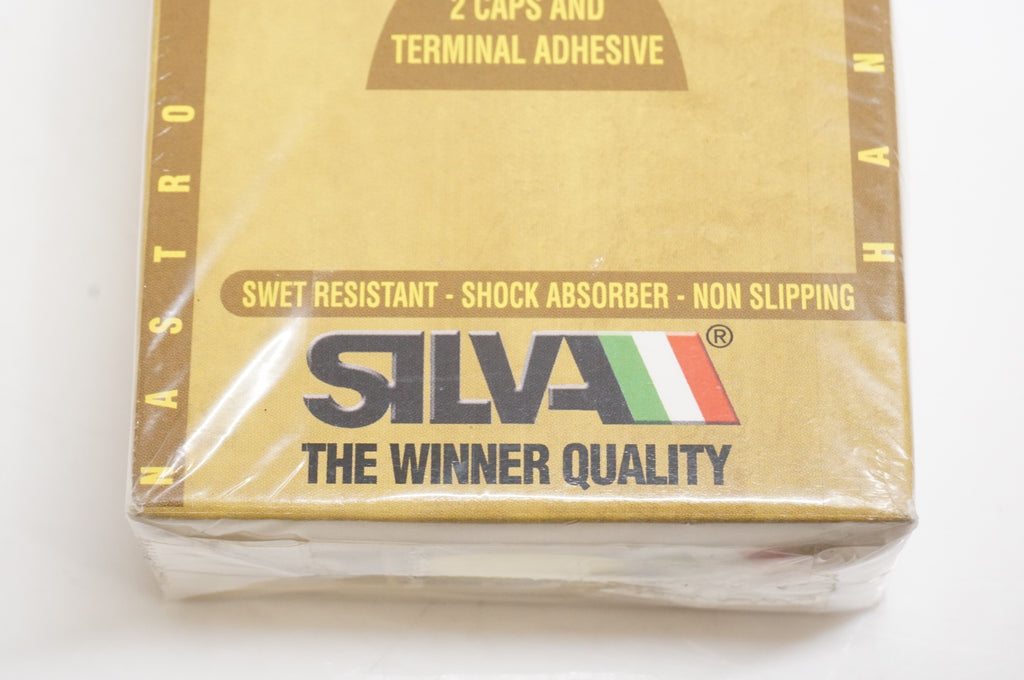 2 CAPS AND
TERMINAL ADHESIVE
NASTRO
HAN
SWET RESISTANT - SHOCK ABSORBER - NON SLIPPING
SILVA®
THE WINNER QUALITY